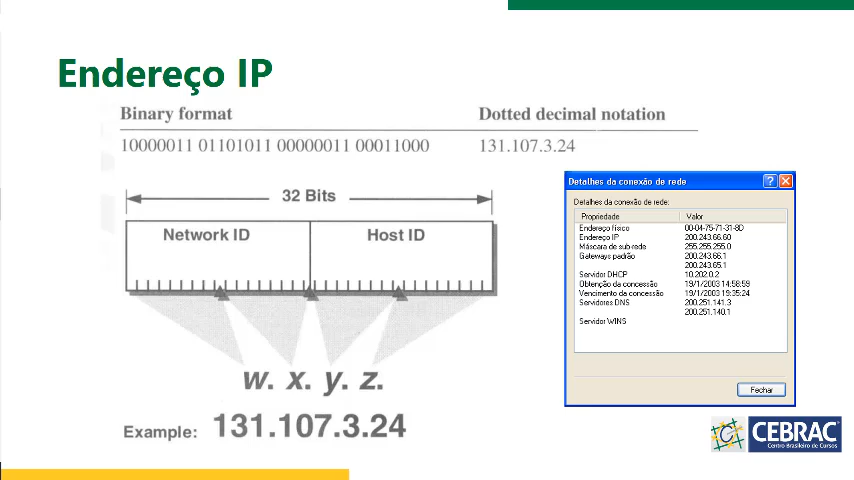 Endereço IP
Binary format
Dotted decimal notation
10000011 01101011 00000011 00011000
131.107.3.24
32 Bits
Network ID
Host ID
w. x. y. z.
Example: 131.107.3.24
Detalhes da conexão de rede
Detalhes da conexão de rede:
Propriedade Valor
Endereço físico 00-04-75-71-31-8D
Endereço IP 200.243.66.60
Máscara de sub rede 255.255.255.0
Gateways padrão 200.243.66.1
200.243.65.1
Servidor DHCP 10.202.0.2
Obtenção da concessão 19/1/2003 14:58:59
Vencimento da concessão 19/1/2003 19:35:24
Servidores DNS 200.251.141.3
200.251.140.1
Servidor WINS
Fechar
CEBRAC
Centro Brasileiro de Cursos